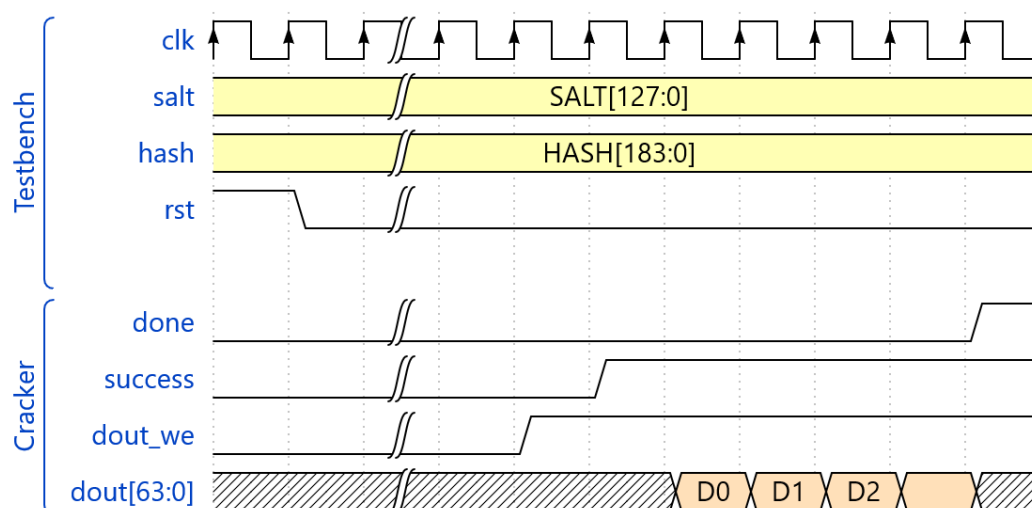 Testbench
clk
salt SALT[127:0]
hash HASH[183:0]
rst
Cracker
done
success
dout_we
dout[63:0] D0 D1 D2